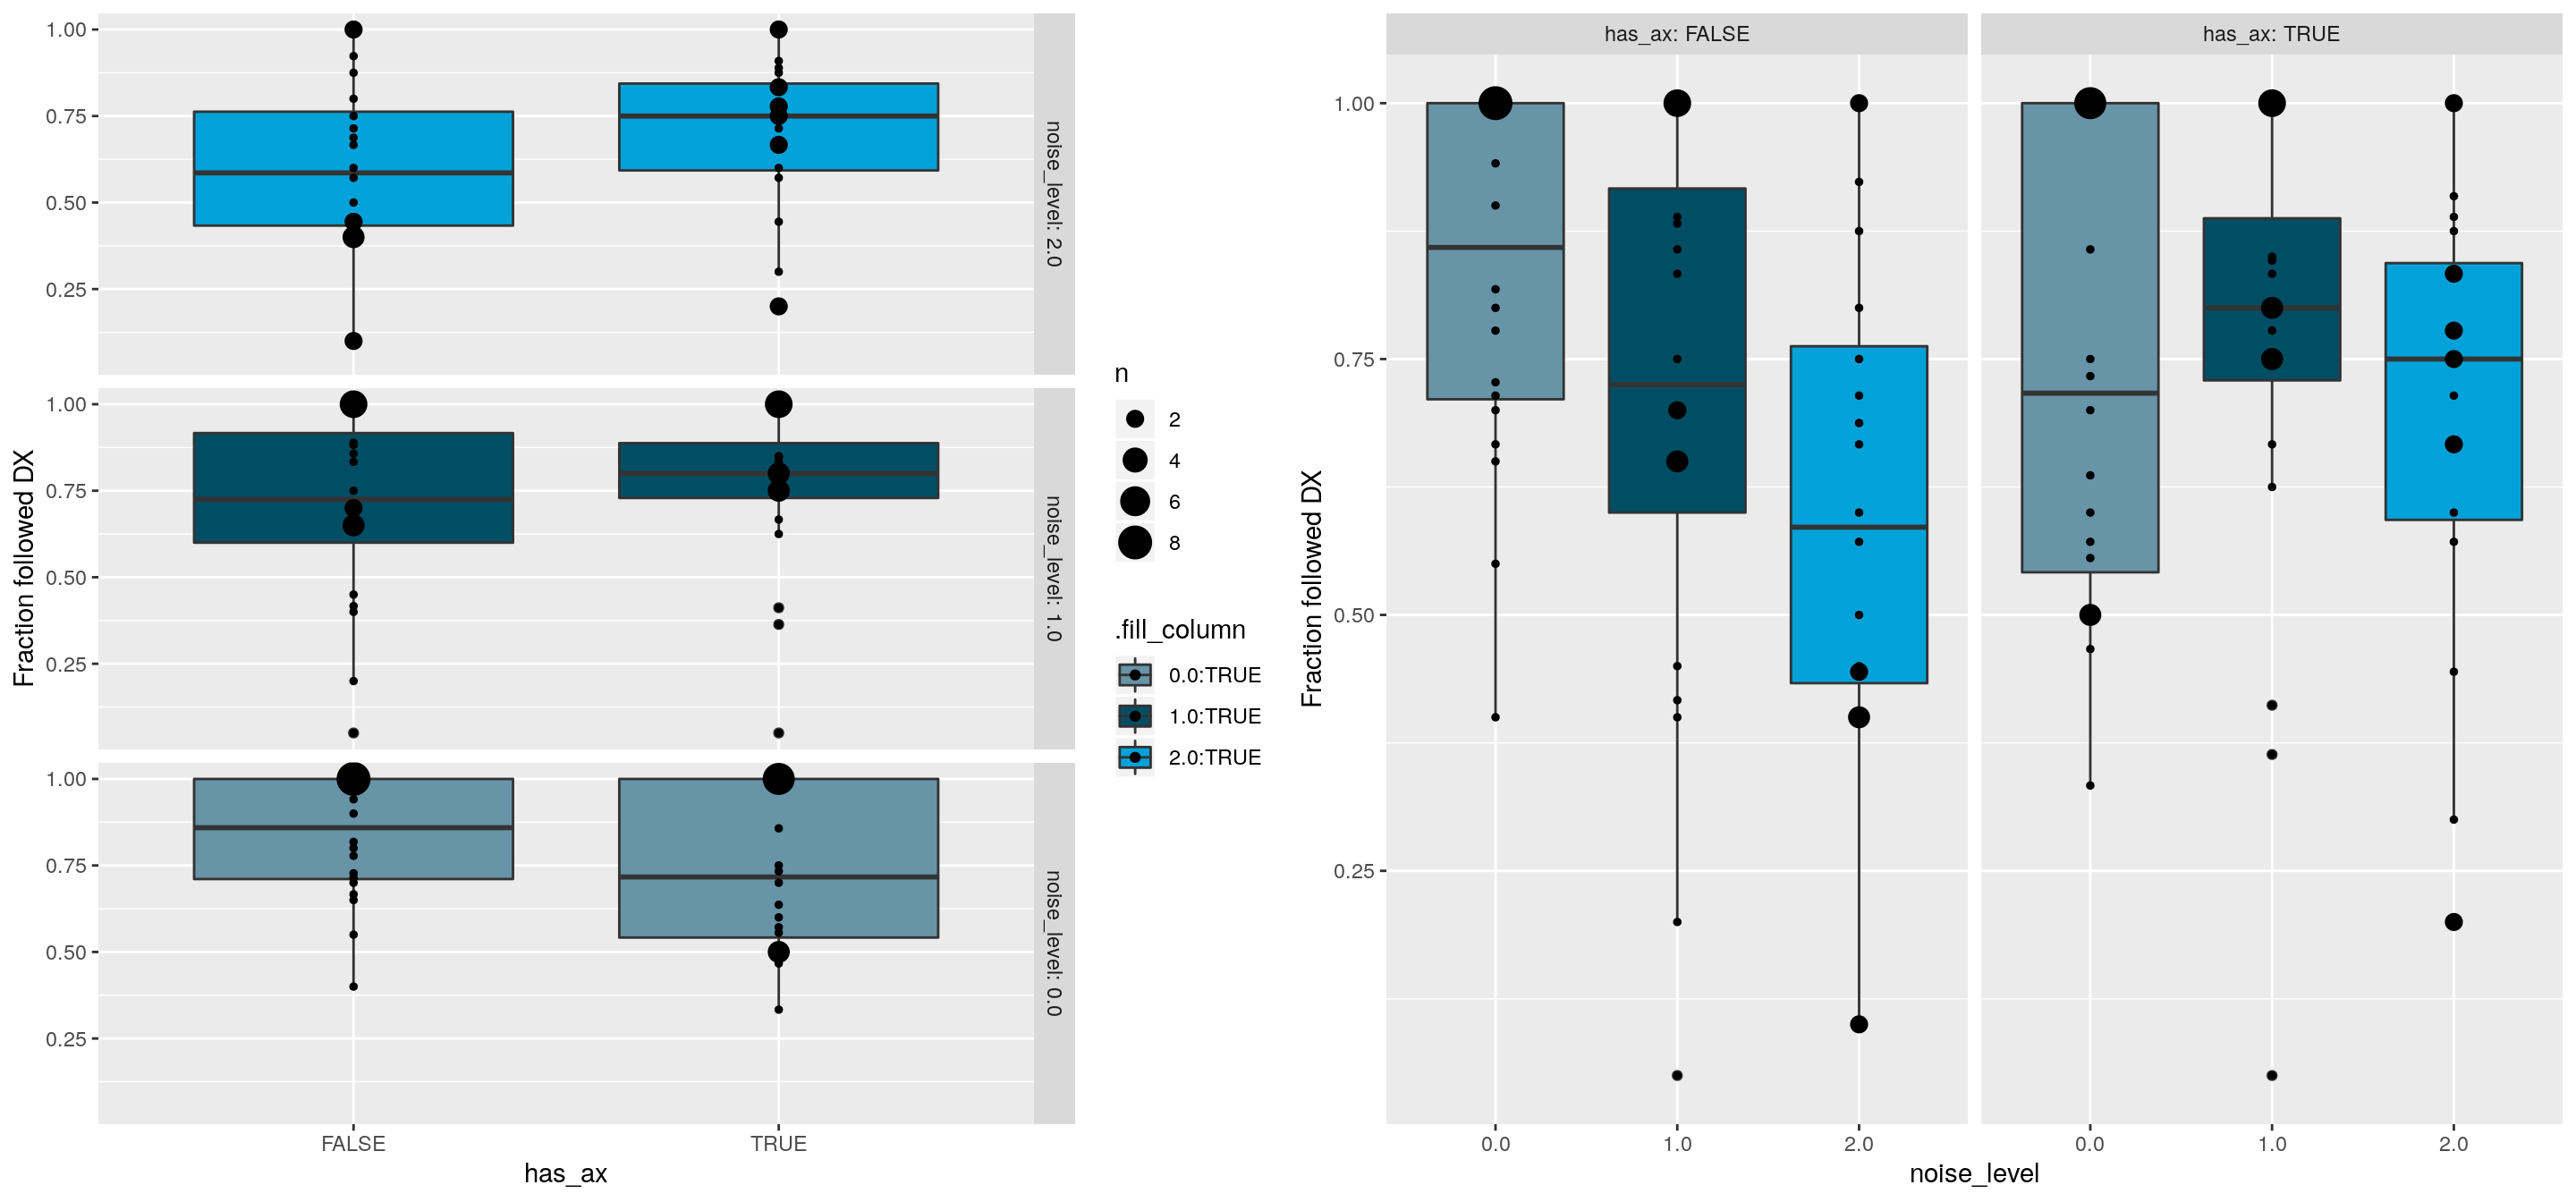 Fraction followed DX
1.00
0.75
0.50
0.25
noise_level: 2.0
1.00
0.75
0.50
0.25
noise_level: 1.0
1.00
0.75
0.50
0.25
noise_level: 0.0
FALSE TRUE
has_ax
n
2
4
6
8
.fill_column
0.0:TRUE
1.0:TRUE
2.0:TRUE
has_ax: FALSE has_ax: TRUE
Fraction followed DX
1.00
0.75
0.50
0.25
0.0 1.0 2.0 0.0 1.0 2.0
noise_level